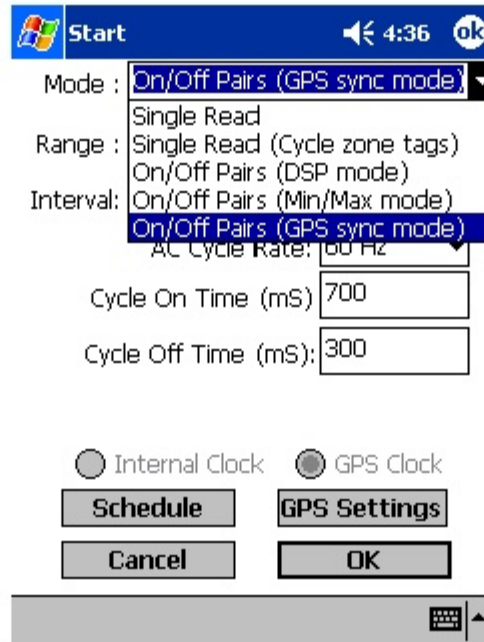 Start 4:36 ok
Mode : On/Off Pairs (GPS sync mode)
Single Read
Range : Single Read (Cycle zone tags)
On/Off Pairs (DSP mode)
Interval: On/Off Pairs (Min/Max mode)
On/Off Pairs (GPS sync mode)
AC Cycle Rate: 60 Hz
Cycle On Time (mS) 700
Cycle Off Time (mS): 300
Internal Clock GPS Clock
Schedule GPS Settings
Cancel OK